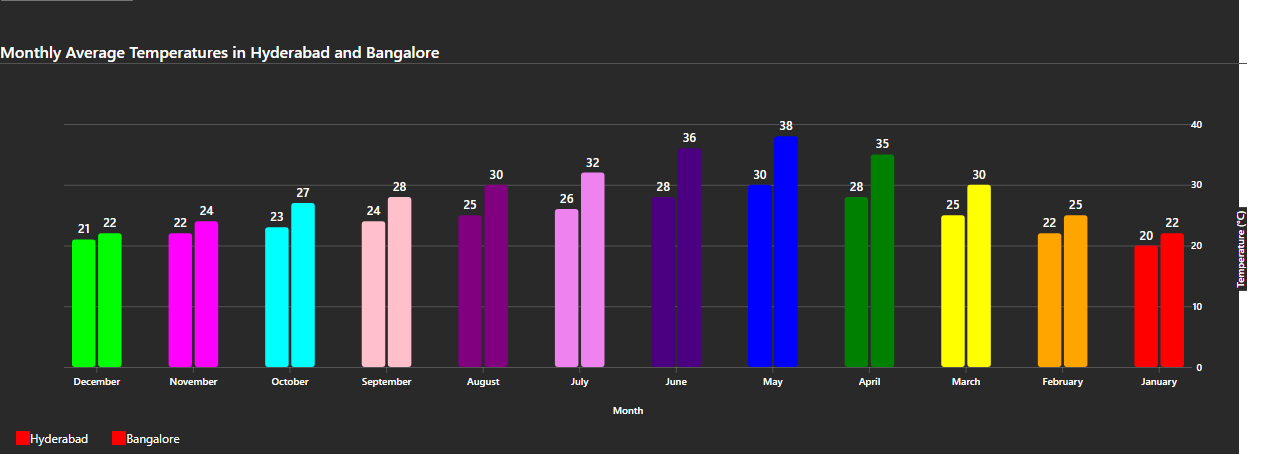 Monthly Average Temperatures in Hyderabad and Bangalore
40
30
20
10
0
Temperature (°C)
21 22 22 24 23 27 24 28 25 30 26 32 28 36 30 38 28 35 25 30 22 25 20 22
December November October September August July June May April March February January
Month
Hyderabad Bangalore